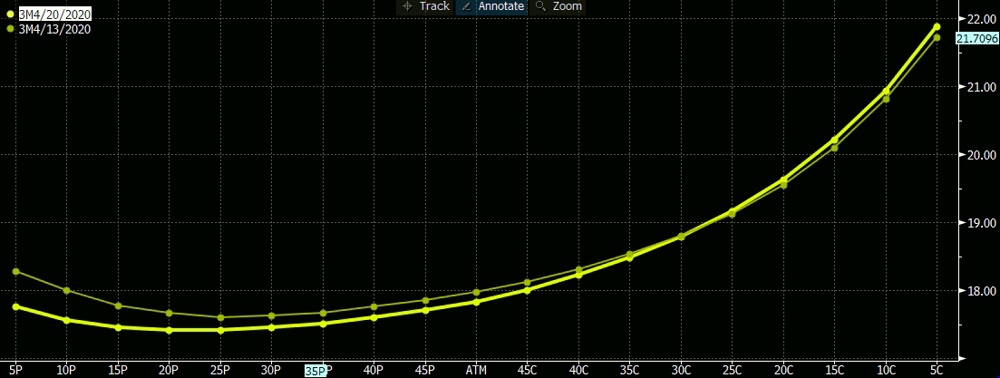 Track Annotate Zoom
3M4/20/2020
3M4/13/2020
22.00
21.7096
21.00
20.00
19.00
18.00
5P 10P 15P 20P 25P 30P 35P 40P 45P ATM 45C 40C 35C 30C 25C 20C 15C 10C 5C